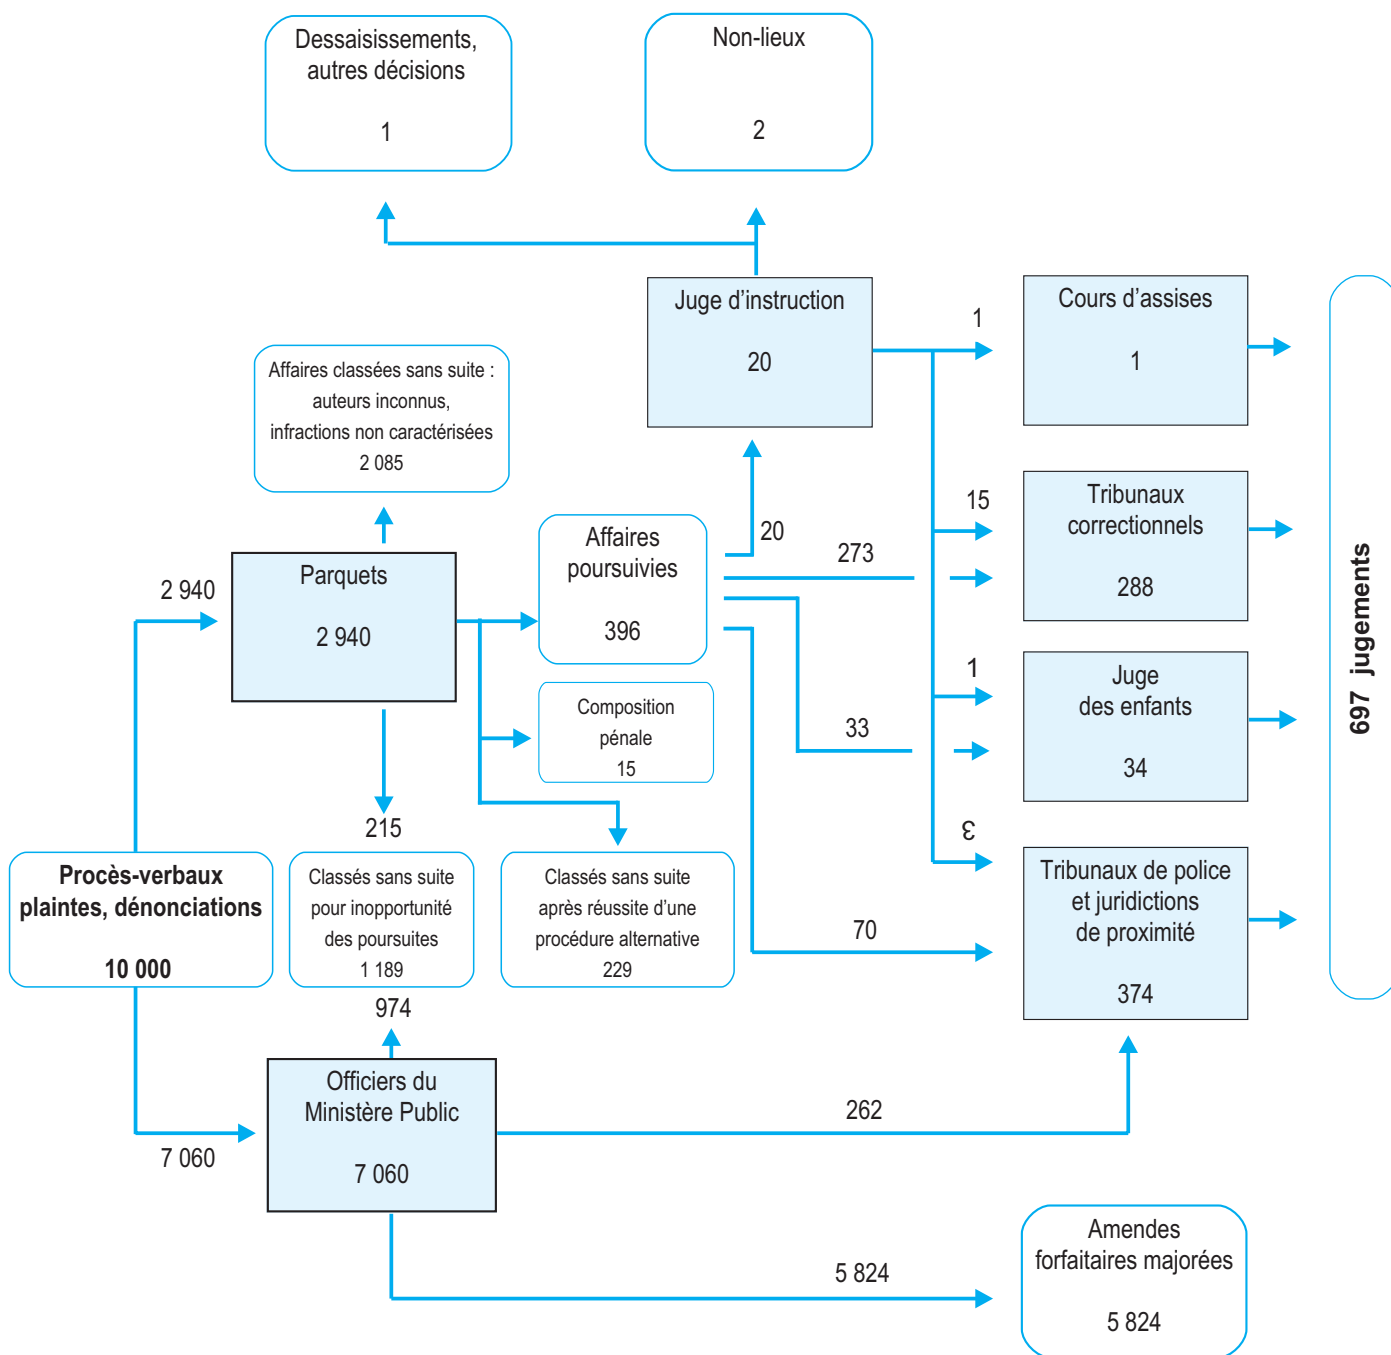 Dessaisissements,
autres décisions
1
Non-lieux
2
Juge d'instruction
20
1
Cours d'assises
1
Affaires classées sans suite :
auteurs inconnus,
infractions non caractérisées
2 085
15
Tribunaux
correctionnels
288
20
273
Affaires
poursuivies
396
Parquets
2 940
2 940
697 jugements
1
Juge
des enfants
34
33
Composition
pénale
15
215
3
Procès-verbaux
plaintes, dénonciations
10 000
Classés sans suite
pour inopportunité
des poursuites
1 189
Classés sans suite
après réussite d'une
procédure alternative
229
70
Tribunaux de police
et juridictions
de proximité
374
974
Officiers du
Ministère Public
7 060
7 060
262
5 824
Amendes
forfaitaires majorées
5 824